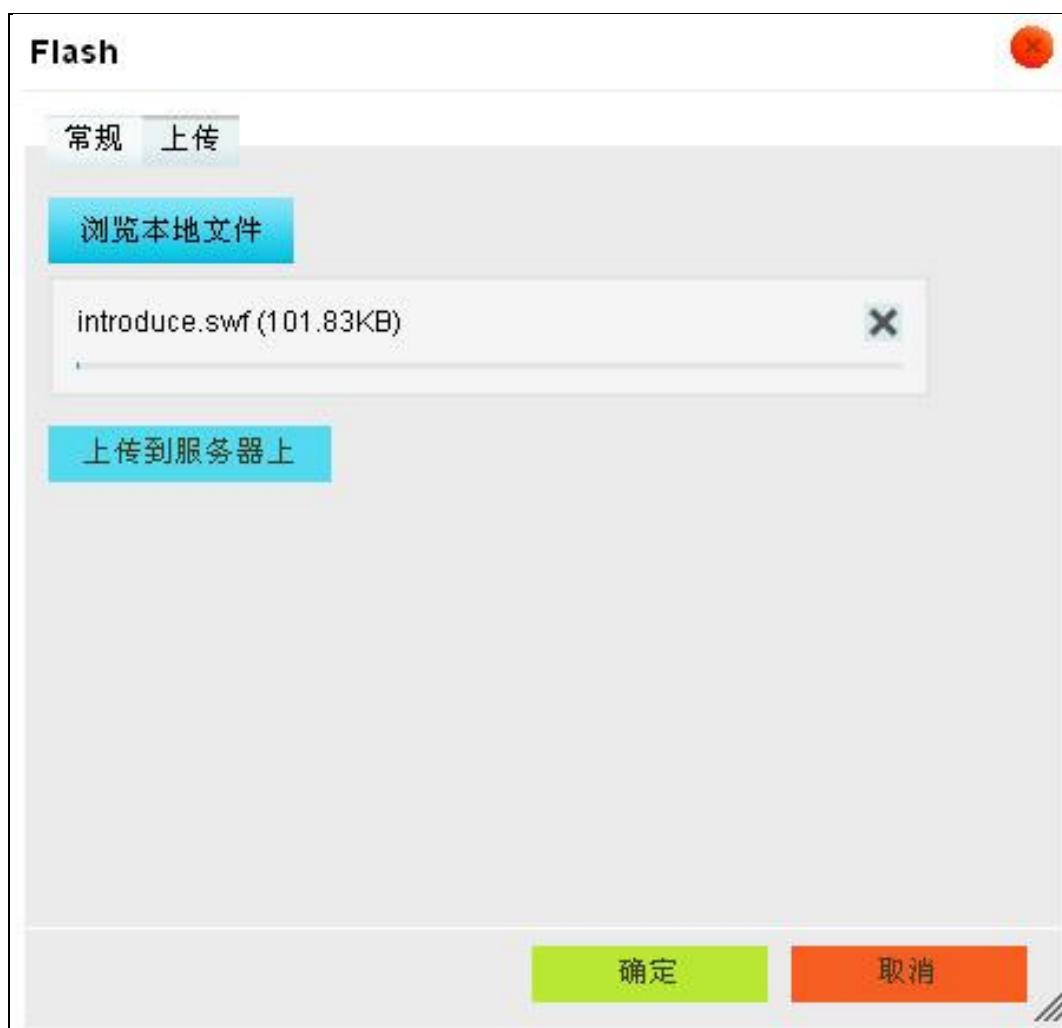 Flash
常规 上传
浏览本地文件
introduce.swf (101.83KB)
上传到服务器上
确定 取消